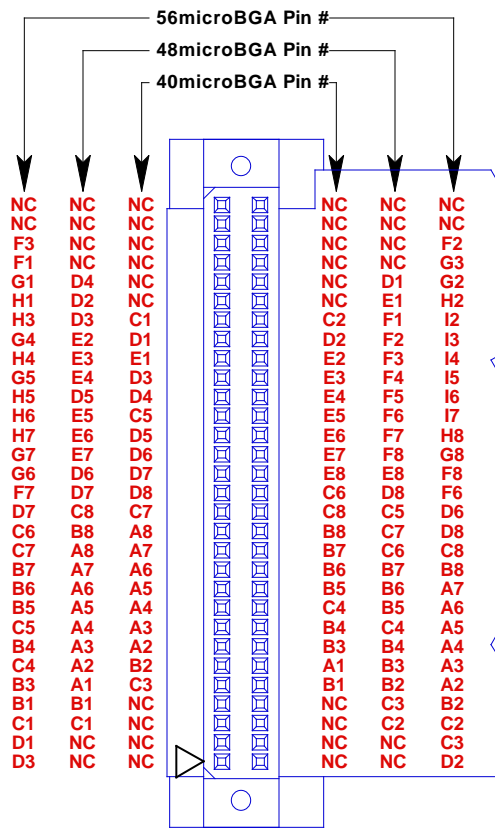 56microBGA Pin #
48microBGA Pin #
40microBGA Pin #
NC NC NC NC NC NC
NC NC NC NC NC NC
F3 NC NC NC NC F2
F1 NC NC NC NC G3
G1 D4 NC NC D1 G2
H1 D2 NC NC E1 H2
H3 D3 C1 C2 F1 I2
G4 E2 D1 D2 F2 I3
H4 E3 E1 E2 F3 I4
G5 E4 D3 E3 F4 I5
H5 D5 D4 E4 F5 I6
H6 E5 C5 E5 F6 I7
H7 E6 D5 E6 F7 H8
G7 E7 D6 E7 F8 G8
G6 D6 D7 E8 E8 F8
F7 D7 D8 C6 D8 F6
D7 C8 C7 C8 C5 D6
C6 B8 A8 B8 C7 D8
C7 A8 A7 B7 C6 C8
B7 A7 A6 B6 B7 B8
B6 A6 A5 B5 B6 A7
B5 A5 A4 C4 B5 A6
C5 A4 A3 B4 C4 A5
B4 A3 A2 B3 B4 A4
C4 A2 B2 A1 B3 A3
B3 A1 C3 B1 B2 A2
B1 B1 NC NC C3 B2
C1 C1 NC NC C2 C2
D1 NC NC NC NC C3
D3 NC NC NC NC D2